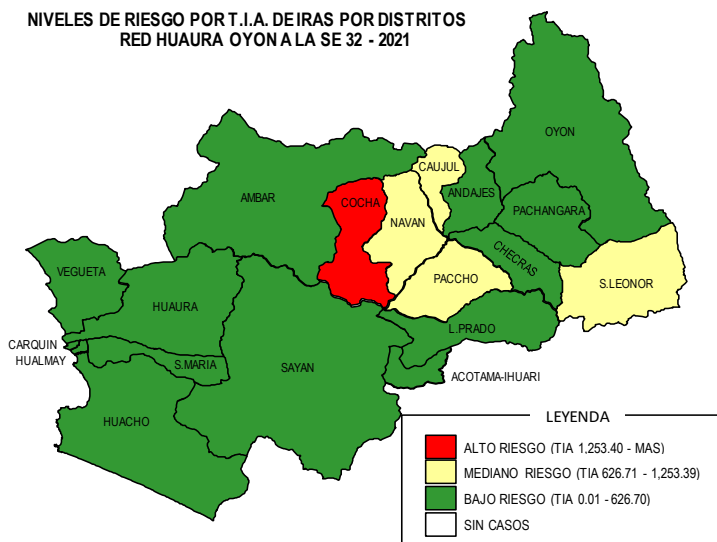 NIVELES DE RIESGO POR T.I.A. DE IRAS POR DISTRITOS
RED HUAURA OYON A LA SE 32 - 2021
OYON
CAUJUL
ANDAJES
AMBAR
COCHA
PACHANGARA
NAVAN
CHECRAS
VEGUETA
PACCHO
S.LEONOR
HUAURA
L.PRADO
CARQUIN
HUALMAY
S.MARIA
SAYAN
ACOTAMA-IHUARI
HUACHO
LEYENDA
ALTO RIESGO (TIA 1,253.40 - MAS)
MEDIANO RIESGO (TIA 626.71 - 1,253.39)
BAJO RIESGO (TIA 0.01 - 626.70)
SIN CASOS